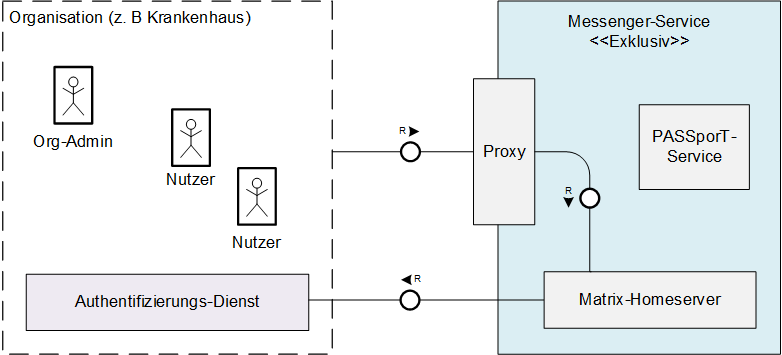 Organisation (z. B Krankenhaus)
Org-Admin
Nutzer
Nutzer
Authentifizierungs-Dienst
R
R
R
Proxy
Messenger-Service
<<Exklusiv>>
PASSporT-
Service
Matrix-Homeserver